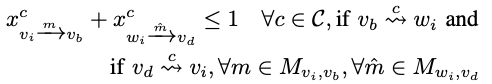 $x^{c}_{v_i \xrightarrow{m} v_b} + x^{c}_{w_i \xrightarrow{\hat{m}} v_d} \leq 1 \quad \forall c \in \mathcal{C}, \text{if } v_b \overset{c}{\rightsquigarrow} w_i \text{ and}$
$\text{if } v_d \overset{c}{\rightsquigarrow} v_i, \forall m \in M_{v_i,v_b}, \forall \hat{m} \in M_{w_i,v_d}$